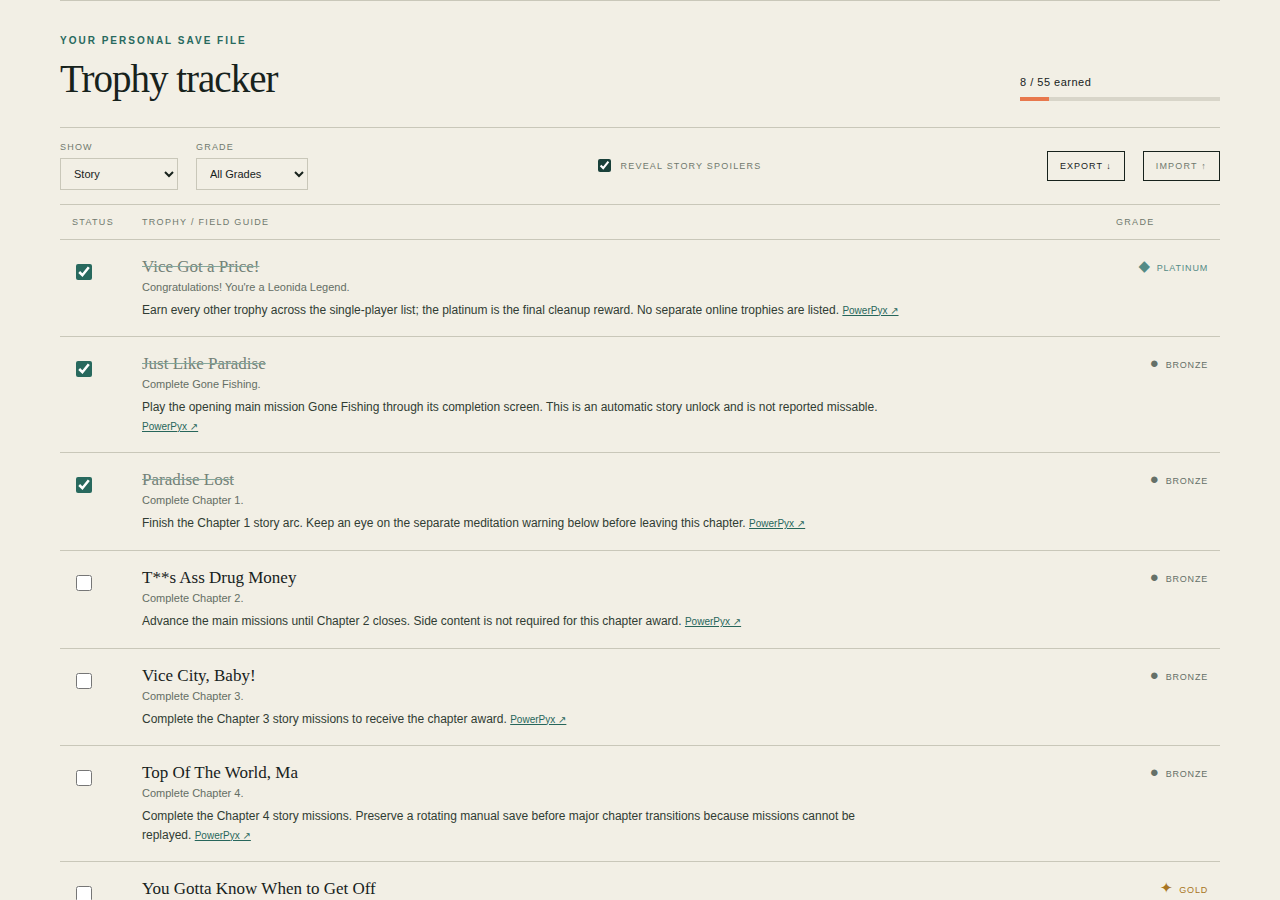 YOUR PERSONAL SAVE FILE
Trophy tracker
8 / 55 earned
SHOW
GRADE
Story
All Grades
REVEAL STORY SPOILERS
EXPORT ↓
IMPORT ↑
STATUS
TROPHY / FIELD GUIDE
GRADE
Vice Got a Price!
PLATINUM
Congratulations! You're a Leonida Legend.
Earn every other trophy across the single-player list; the platinum is the final cleanup reward. No separate online trophies are listed. PowerPyx ↗
Just Like Paradise
BRONZE
Complete Gone Fishing.
Play the opening main mission Gone Fishing through its completion screen. This is an automatic story unlock and is not reported missable.
PowerPyx ↗
Paradise Lost
BRONZE
Complete Chapter 1.
Finish the Chapter 1 story arc. Keep an eye on the separate meditation warning below before leaving this chapter. PowerPyx ↗
T**s Ass Drug Money
BRONZE
Complete Chapter 2.
Advance the main missions until Chapter 2 closes. Side content is not required for this chapter award. PowerPyx ↗
Vice City, Baby!
BRONZE
Complete Chapter 3.
Complete the Chapter 3 story missions to receive the chapter award. PowerPyx ↗
Top Of The World, Ma
BRONZE
Complete Chapter 4.
Complete the Chapter 4 story missions. Preserve a rotating manual save before major chapter transitions because missions cannot be
replayed. PowerPyx ↗
You Gotta Know When to Get Off
GOLD